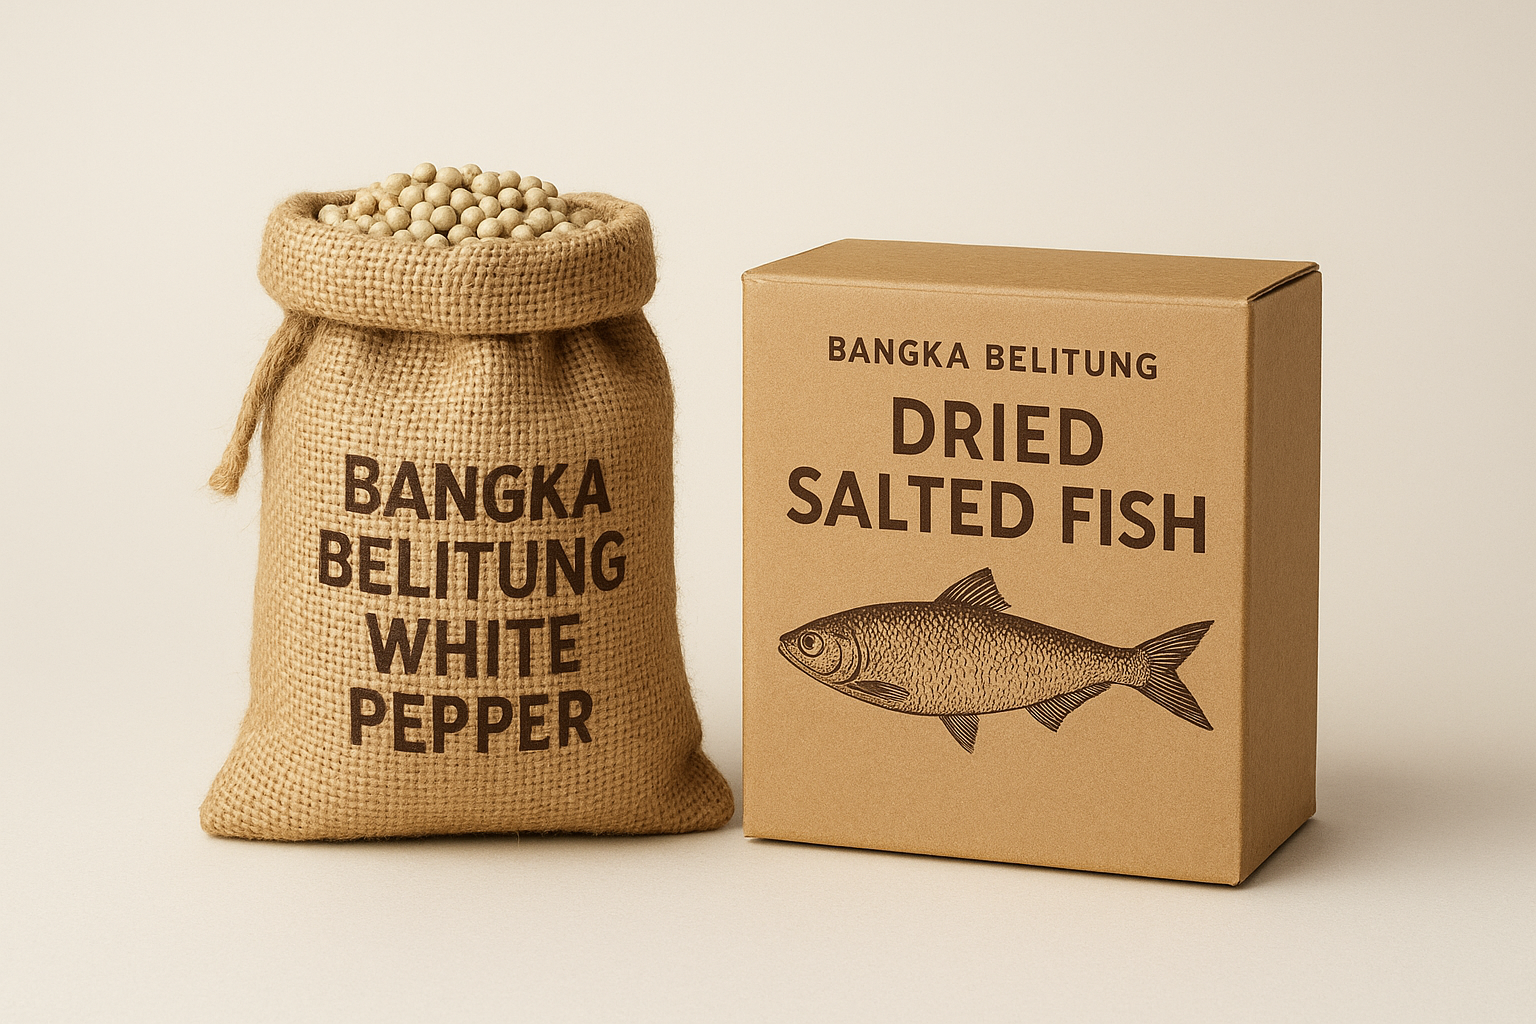 BANGKA
BELITUNG
WHITE
PEPPER
BANGKA BELITUNG
DRIED
SALTED FISH